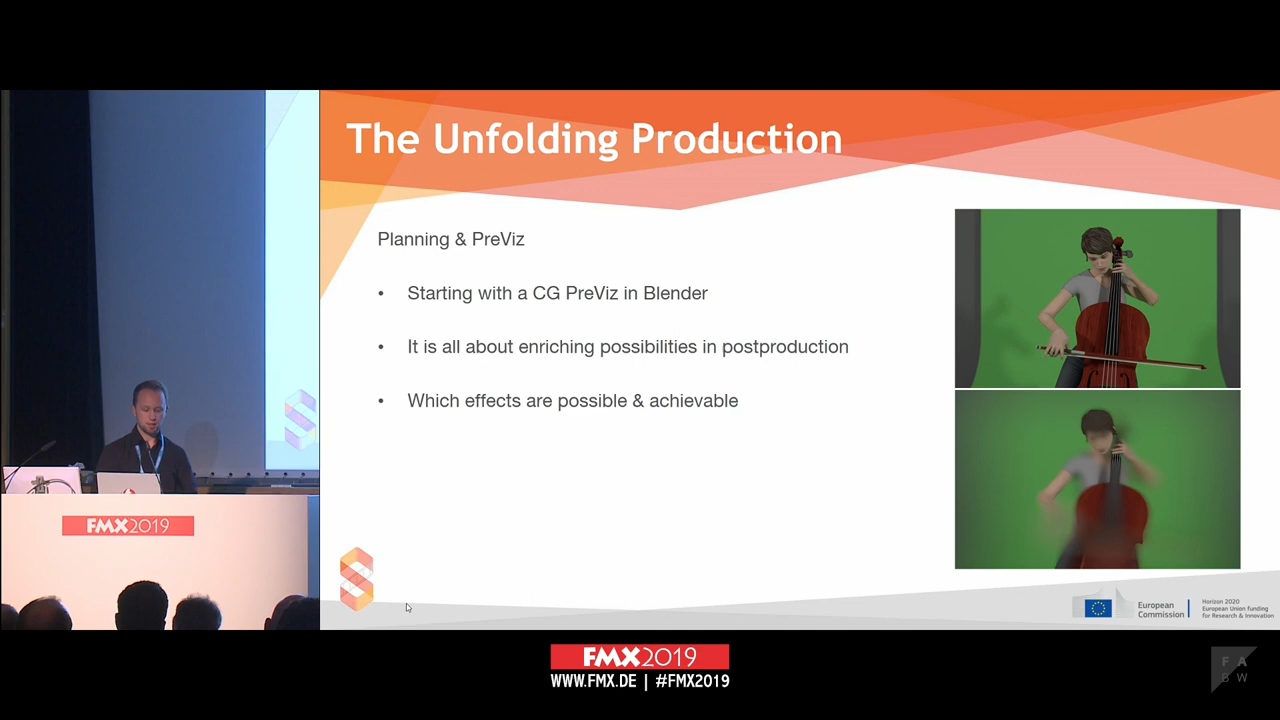 The Unfolding Production
Planning & PreViz
• Starting with a CG PreViz in Blender
• It is all about enriching possibilities in postproduction
• Which effects are possible & achievable
FMX2019
European
Commission
Horizon 2020
European Union funding
for Research & Innovation
FMX2019
WWW.FMX.DE | #FMX2019
F A
B W